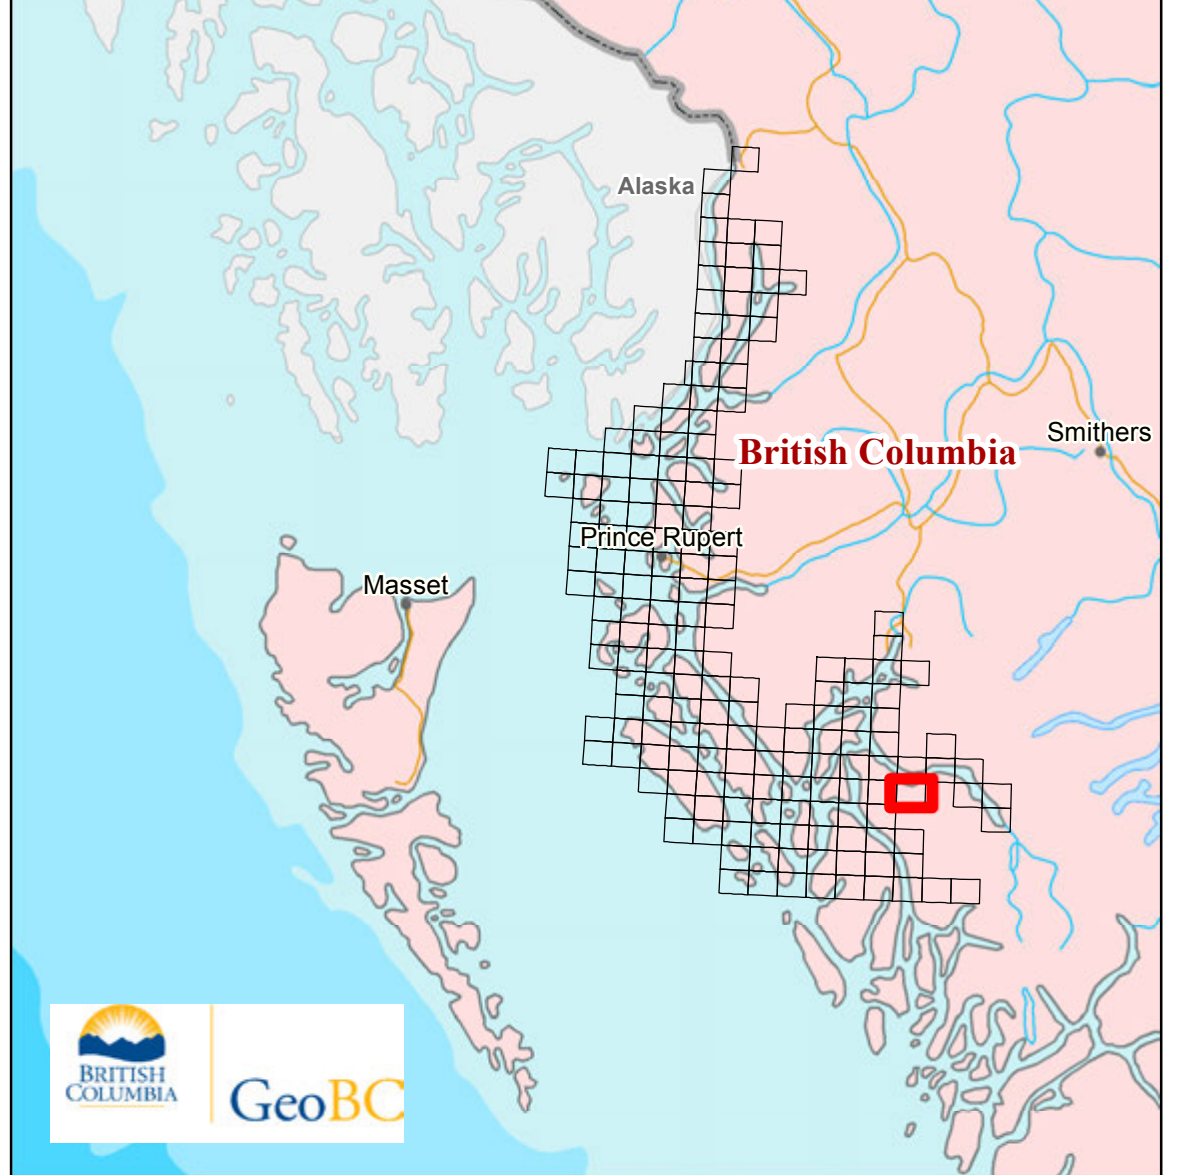 Alaska
Smithers
British Columbia
Prince Rupert
Masset
BRITISH
COLUMBIA
GeoBC